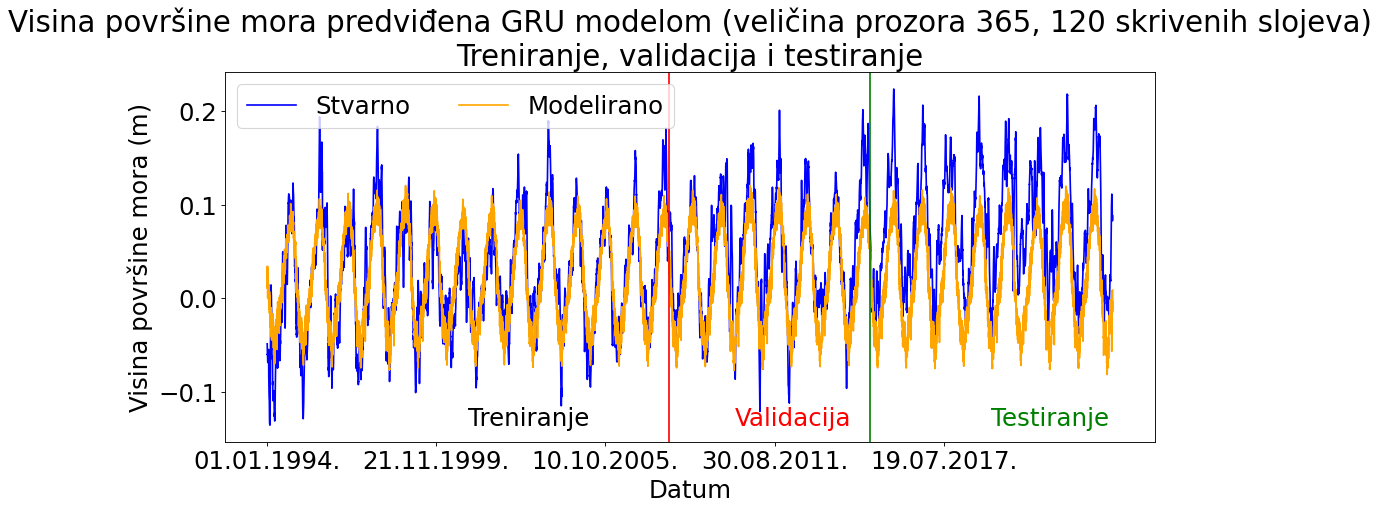 Visina površine mora predviđena GRU modelom (veličina prozora 365, 120 skrivenih slojeva)
Treniranje, validacija i testiranje
Stvarno
Modelirano
Visina površine mora (m)
0.2
0.1
0.0
−0.1
Treniranje
Validacija
Testiranje
01.01.1994.
21.11.1999.
10.10.2005.
30.08.2011.
19.07.2017.
Datum